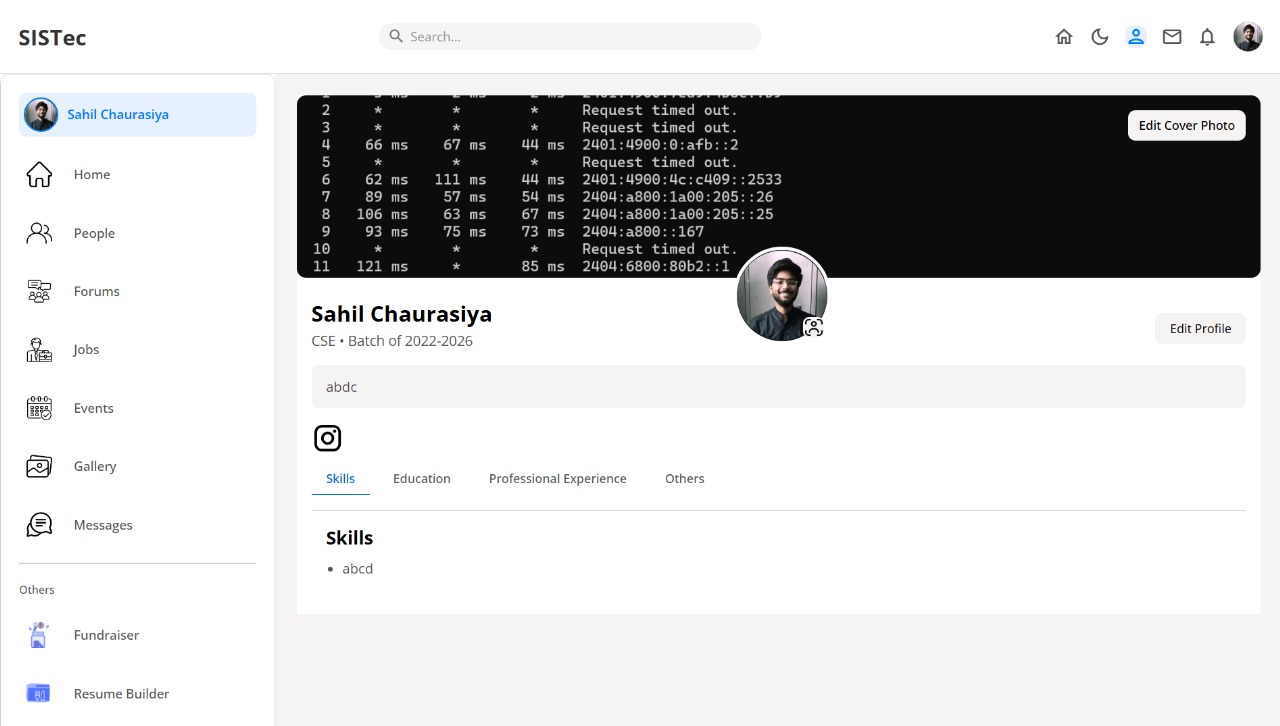 SISTec
Search...
Sahil Chaurasiya
Home
People
Forums
Jobs
Events
Gallery
Messages
Others
Fundraiser
Resume Builder
2 * * * Request timed out.
3 * * * Request timed out.
4 66 ms 67 ms 44 ms 2401:4900:0:afb::2
5 * * * Request timed out.
6 62 ms 111 ms 44 ms 2401:4900:4c:c409::2533
7 89 ms 57 ms 54 ms 2404:a800:1a00:205::26
8 106 ms 63 ms 67 ms 2404:a800:1a00:205::25
9 93 ms 75 ms 73 ms 2404:a800::167
10 * * * Request timed out.
11 121 ms * 85 ms 2404:6800:80b2::1
Edit Cover Photo
Sahil Chaurasiya
CSE • Batch of 2022-2026
Edit Profile
abdc
Skills Education Professional Experience Others
Skills
• abcd